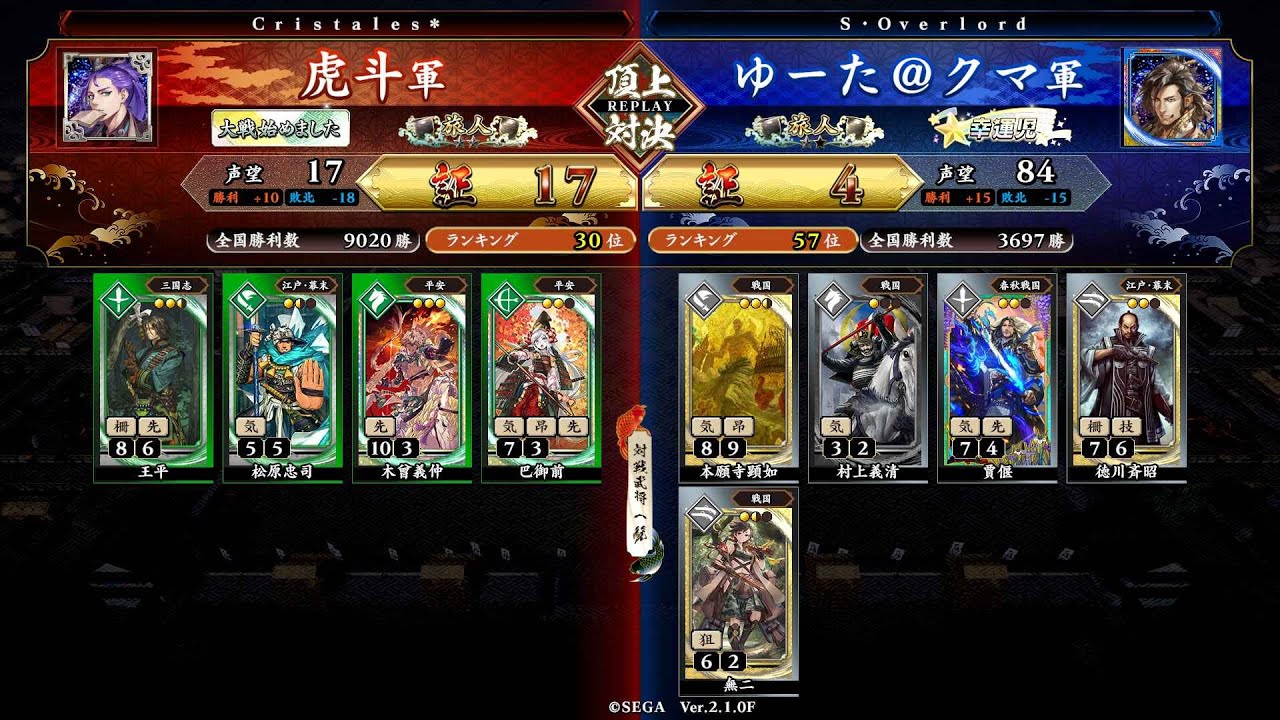 Cristales*
S・Overlord
虎斗軍
頂上
REPLAY
対決
ゆーた@クマ軍
大戦始めました
旅人
旅人
幸運児
声望 17
勝利 +10 敗北 -18
証 17
証 4
声望 84
勝利 +15 敗北 -15
全国勝利数 9020勝
ランキング 30位
ランキング 57位
全国勝利数 3697勝
三国志
江戸・幕末
平安
平安
戦国
戦国
春秋戦国
江戸・幕末
柵 先
気
先
気 昂 先
気 昂
気
気 先
柵 技
8 6
5 5
10 3
7 3
8 9
3 2
7 4
7 6
王平
松原忠司
木曾義仲
巴御前
本願寺顕如
村上義清
賈偃
徳川斉昭
対戦武将一覧
戦国
狙
6 2
無二
©SEGA Ver.2.1.0F